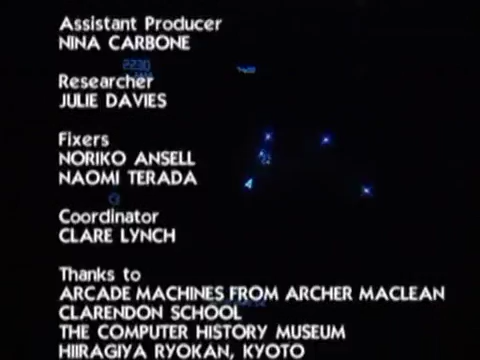 Assistant Producer
NINA CARBONE
2230
Researcher
JULIE DAVIES
Fixers
NORIKO ANSELL
NAOMI TERADA
Coordinator
CLARE LYNCH
Thanks to
ARCADE MACHINES FROM ARCHER MACLEAN
CLARENDON SCHOOL
THE COMPUTER HISTORY MUSEUM
HIIRAGIYA RYOKAN, KYOTO